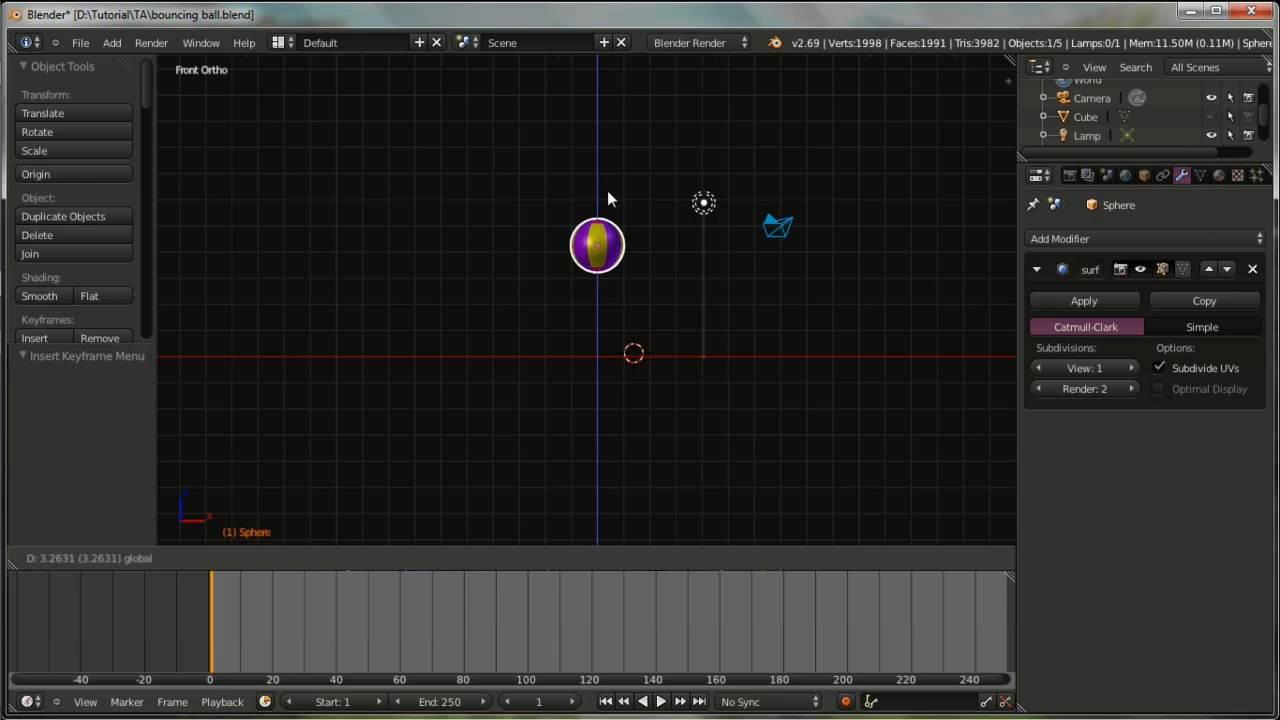 Blender* [D:\Tutorial\TA\bouncing ball.blend]
File Add Render Window Help Default Scene Blender Render v2.69 | Verts:1998 | Faces:1991 | Tris:3982 | Objects:1/5 | Lamps:0/1 | Mem:11.50M (0.11M) | Sphere
Object Tools
Transform:
Translate
Rotate
Scale
Origin
Object:
Duplicate Objects
Delete
Join
Shading:
Smooth Flat
Keyframes:
Insert Remove
Insert Keyframe Menu
Front Ortho
z
x
(1) Sphere
View Search All Scenes
World
Camera
Cube
Lamp
Sphere
Add Modifier
surf
Apply Copy
Catmull-Clark Simple
Subdivisions: Options:
View: 1 Subdivide UVs
Render: 2 Optimal Display
D: 3.2631 (3.2631) global
-40 -20 0 20 40 60 80 100 120 140 160 180 200 220 240
View Marker Frame Playback Start: 1 End: 250 1 No Sync